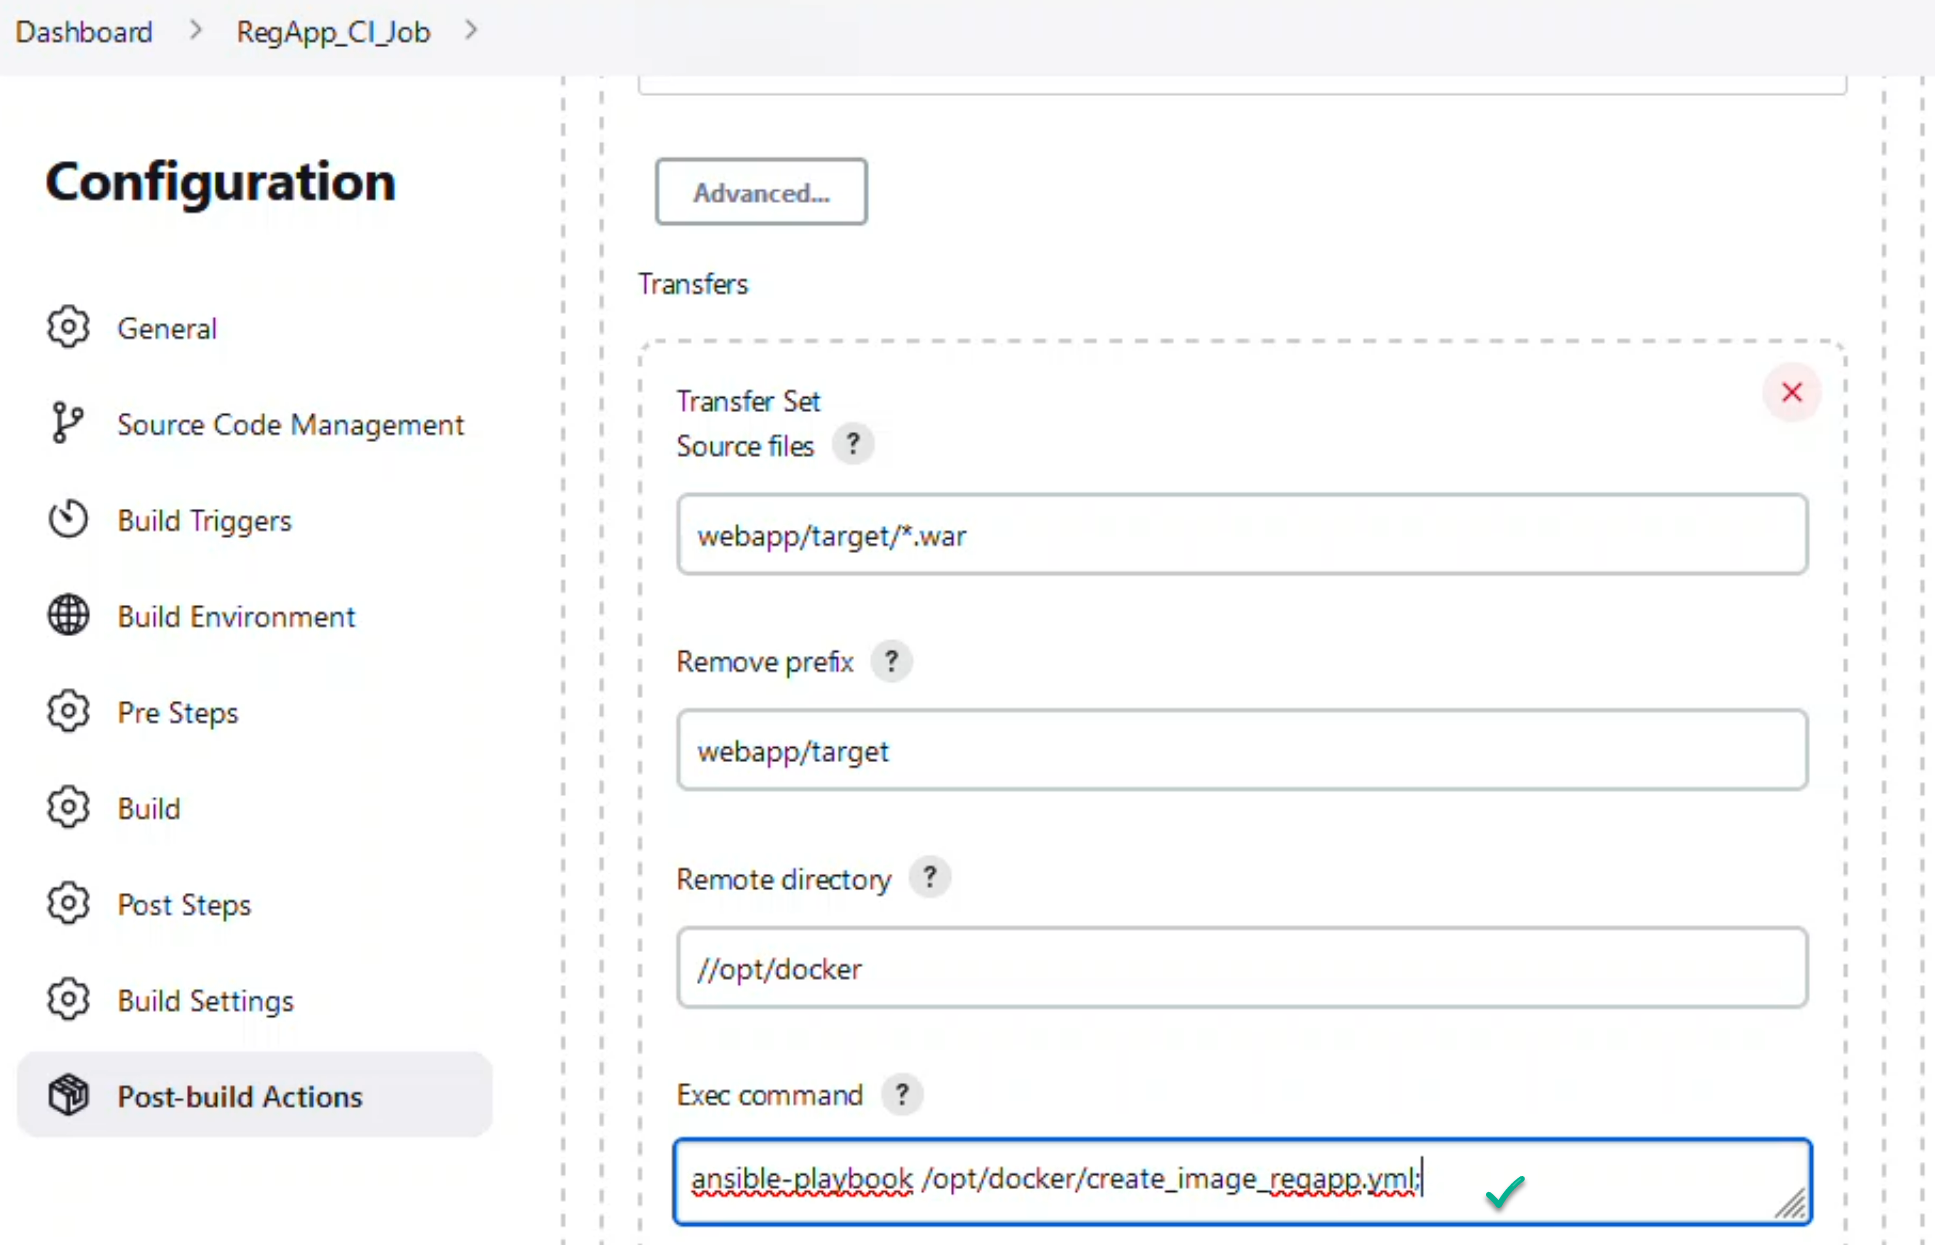 Dashboard > RegApp_CI_Job >
Configuration
General
Source Code Management
Build Triggers
Build Environment
Pre Steps
Build
Post Steps
Build Settings
Post-build Actions
Advanced...
Transfers
Transfer Set
Source files ?
webapp/target/*.war
Remove prefix ?
webapp/target
Remote directory ?
//opt/docker
Exec command ?
ansible-playbook /opt/docker/create_image_regapp.yml;